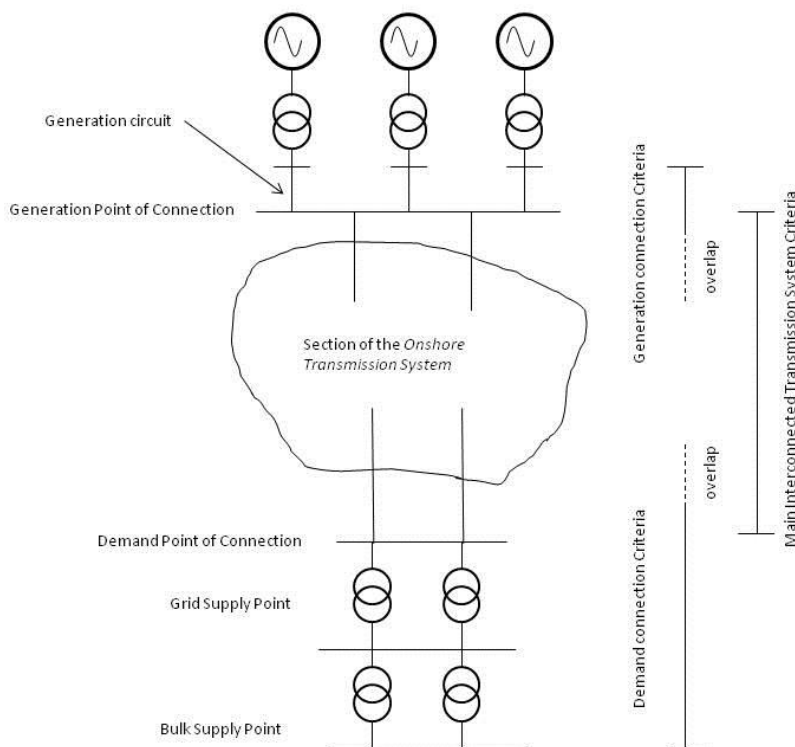 Generation circuit
Generation Point of Connection
Section of the Onshore
Transmission System
Demand Point of Connection
Grid Supply Point
Bulk Supply Point
Generation connection Criteria
overlap
overlap
Demand connection Criteria
Main Interconnected Transmission System Criteria